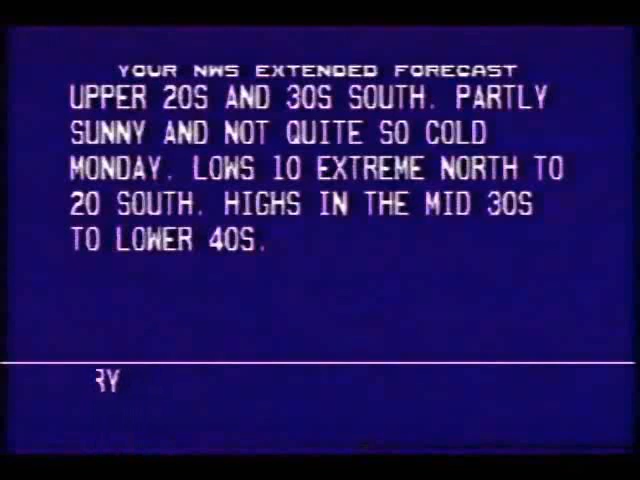 YOUR NWS EXTENDED FORECAST
UPPER 20S AND 30S SOUTH. PARTLY
SUNNY AND NOT QUITE SO COLD
MONDAY. LOWS 10 EXTREME NORTH TO
20 SOUTH. HIGHS IN THE MID 30S
TO LOWER 40S.
RY